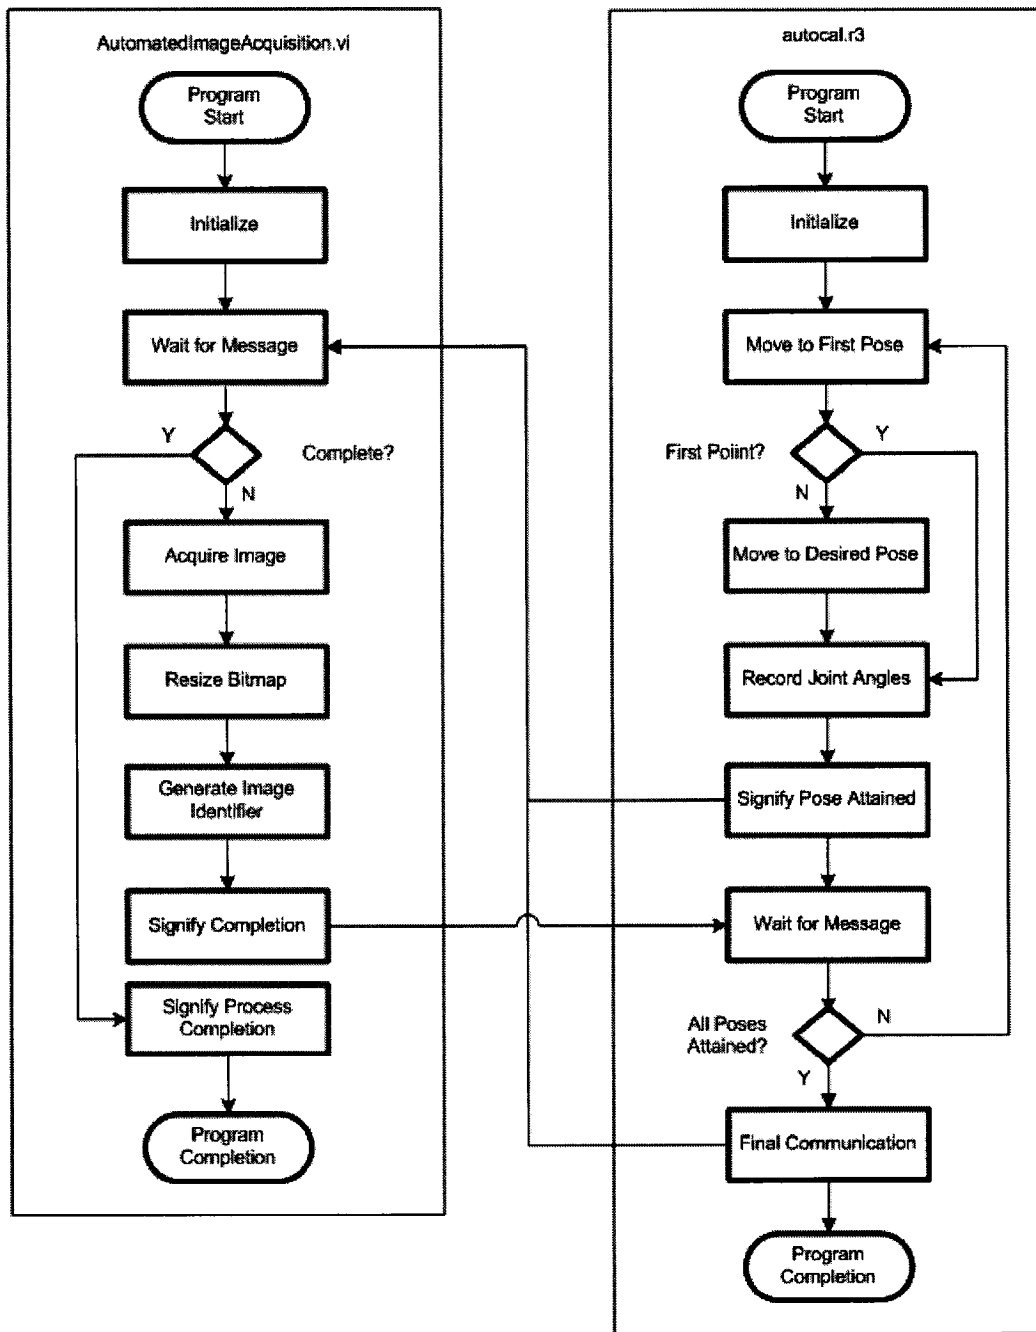 AutomatedImageAcquisition.vi
Program
Start
Initialize
Wait for Message
Y
Complete?
N
Acquire Image
Resize Bitmap
Generate Image
Identifier
Signify Completion
Signify Process
Completion
Program
Completion
autocal.r3
Program
Start
Initialize
Move to First Pose
First Poiint?
Y
N
Move to Desired Pose
Record Joint Angles
Signify Pose Attained
Wait for Message
All Poses
Attained?
N
Y
Final Communication
Program
Completion